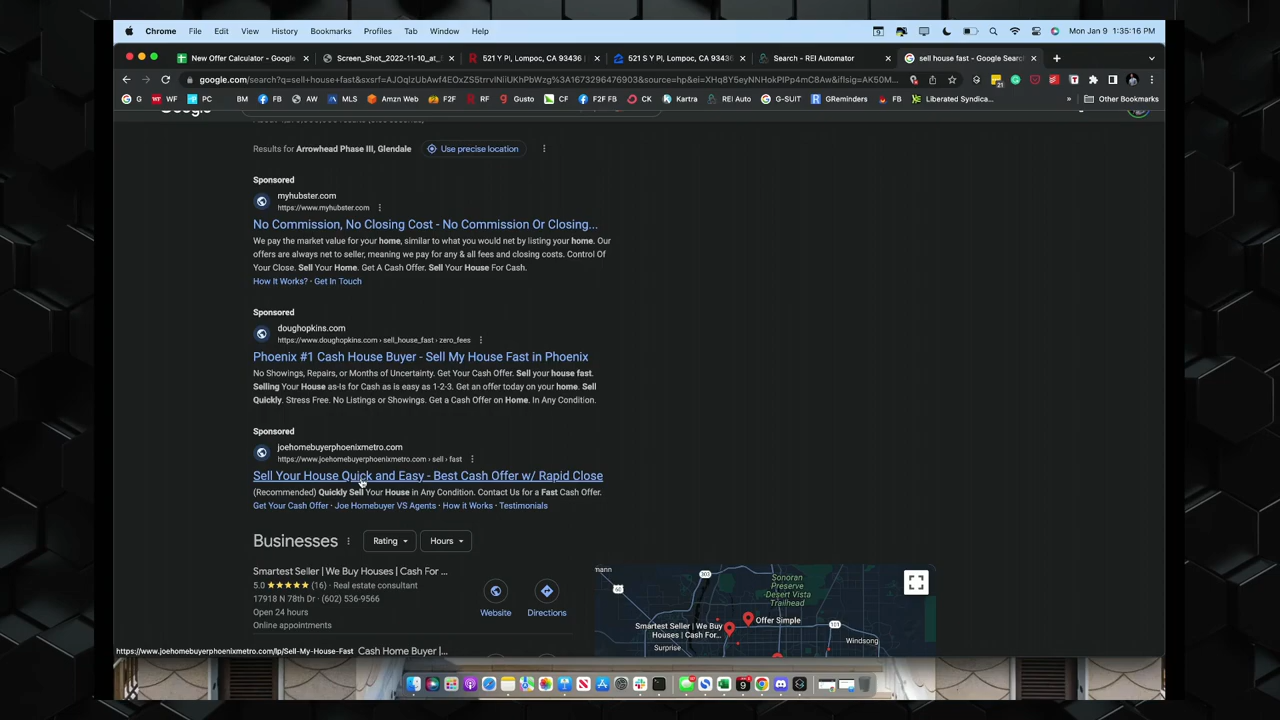 Chrome File Edit View History Bookmarks Profiles Tab Window Help Mon Jan 9 1:35:16 PM
New Offer Calculator - Google Screen_Shot_2022-11-10_at_ 521 Y Pl, Lompoc, CA 93436 | 521 S Y Pl, Lompoc, CA 9343 Search - REI Automator sell house fast - Google Searc
G WF PC BM FB AW MLS Amzn Web F2F RF Gusto CF F2F FB CK Kartra REI Auto G-SUIT GReminders FB Liberated Syndica... » Other Bookmarks
Results for Arrowhead Phase III, Glendale Use precise location
Sponsored
myhubster.com
https://www.myhubster.com
No Commission, No Closing Cost - No Commission Or Closing...
We pay the market value for your home, similar to what you would net by listing your home. Our
offers are always net to seller, meaning we pay for any & all fees and closing costs. Control Of
Your Close. Sell Your Home. Get A Cash Offer. Sell Your House For Cash.
How It Works? · Get In Touch
Sponsored
doughopkins.com
https://www.doughopkins.com › sell_house_fast › zero_fees
Phoenix #1 Cash House Buyer - Sell My House Fast in Phoenix
No Showings, Repairs, or Months of Uncertainty. Get Your Cash Offer. Sell your house fast.
Selling Your House as-Is for Cash as is easy as 1-2-3. Get an offer today on your home. Sell
Quickly. Stress Free. No Listings or Showings. Get a Cash Offer on Home. In Any Condition.
Sponsored
joehomebuyerphoenixmetro.com
https://www.joehomebuyerphoenixmetro.com › sell › fast
Sell Your House Quick and Easy - Best Cash Offer w/ Rapid Close
(Recommended) Quickly Sell Your House in Any Condition. Contact Us for a Fast Cash Offer.
Get Your Cash Offer · Joe Homebuyer VS Agents · How it Works · Testimonials
Businesses Rating Hours
Smartest Seller | We Buy Houses | Cash For ...
5.0 (16) · Real estate consultant
17918 N 78th Dr · (602) 536-9566
Open 24 hours
Online appointments
Website Directions
mann
303
60
Sonoran
Preserve
Desert Vista
Trailhead
Smartest Seller | We Buy
Houses | Cash For...
Offer Simple
101
Windsong
Surprise
https://www.joehomebuyerphoenixmetro.com/lp/Sell-My-House-Fast Cash Home Buyer |...